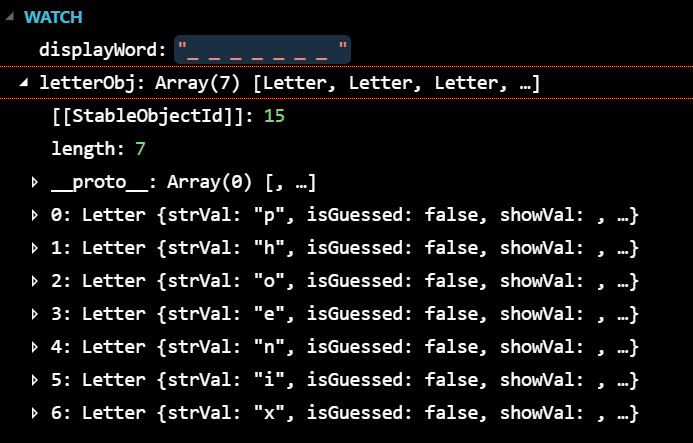 WATCH
displayWord: "_ _ _ _ _ _ _ "
letterObj: Array(7) [Letter, Letter, Letter, …]
[[StableObjectId]]: 15
length: 7
__proto__: Array(0) [, …]
0: Letter {strVal: "p", isGuessed: false, showVal: , …}
1: Letter {strVal: "h", isGuessed: false, showVal: , …}
2: Letter {strVal: "o", isGuessed: false, showVal: , …}
3: Letter {strVal: "e", isGuessed: false, showVal: , …}
4: Letter {strVal: "n", isGuessed: false, showVal: , …}
5: Letter {strVal: "i", isGuessed: false, showVal: , …}
6: Letter {strVal: "x", isGuessed: false, showVal: , …}